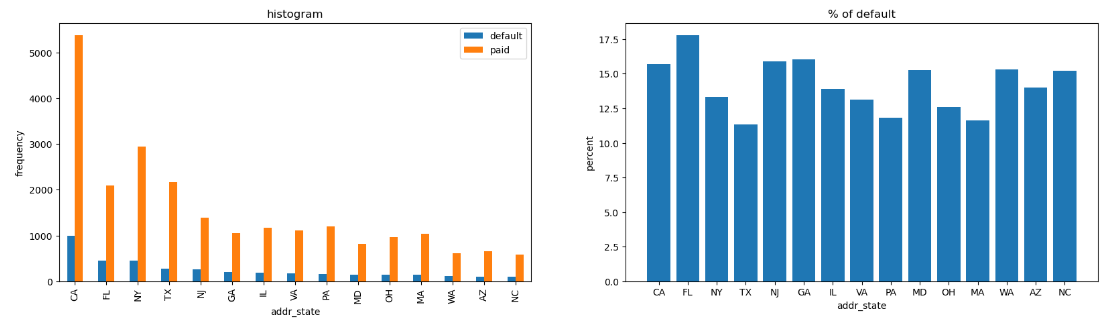 histogram
frequency
5000
4000
3000
2000
1000
0
default
paid
CA FL NY TX NJ GA IL VA PA MD OH MA WA AZ NC
addr_state
% of default
percent
17.5
15.0
12.5
10.0
7.5
5.0
2.5
0.0
CA FL NY TX NJ GA IL VA PA MD OH MA WA AZ NC
addr_state